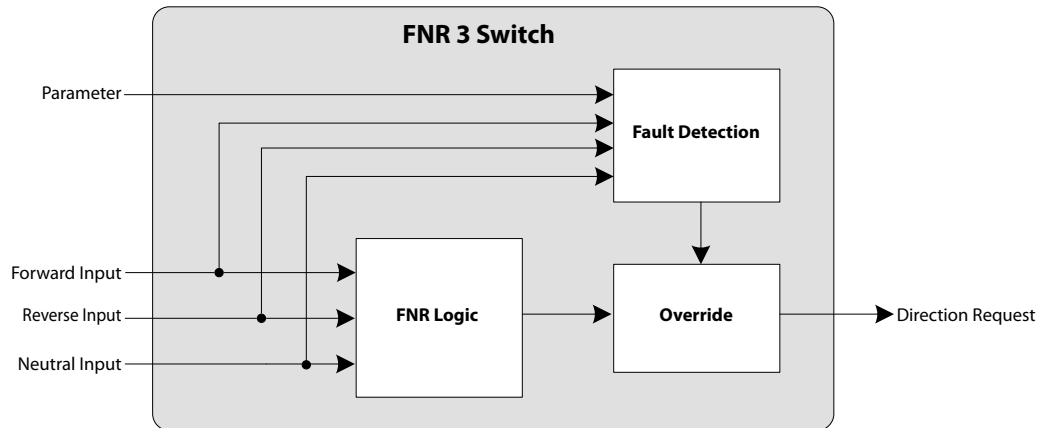 FNR 3 Switch
Parameter
Fault Detection
Forward Input
Reverse Input
Neutral Input
FNR Logic
Override
Direction Request